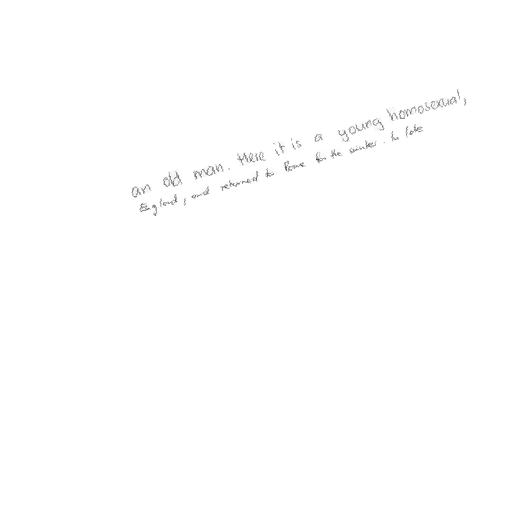 an old man. Here it is a young homosexual,
England, and returned to Rome for the winter. In late